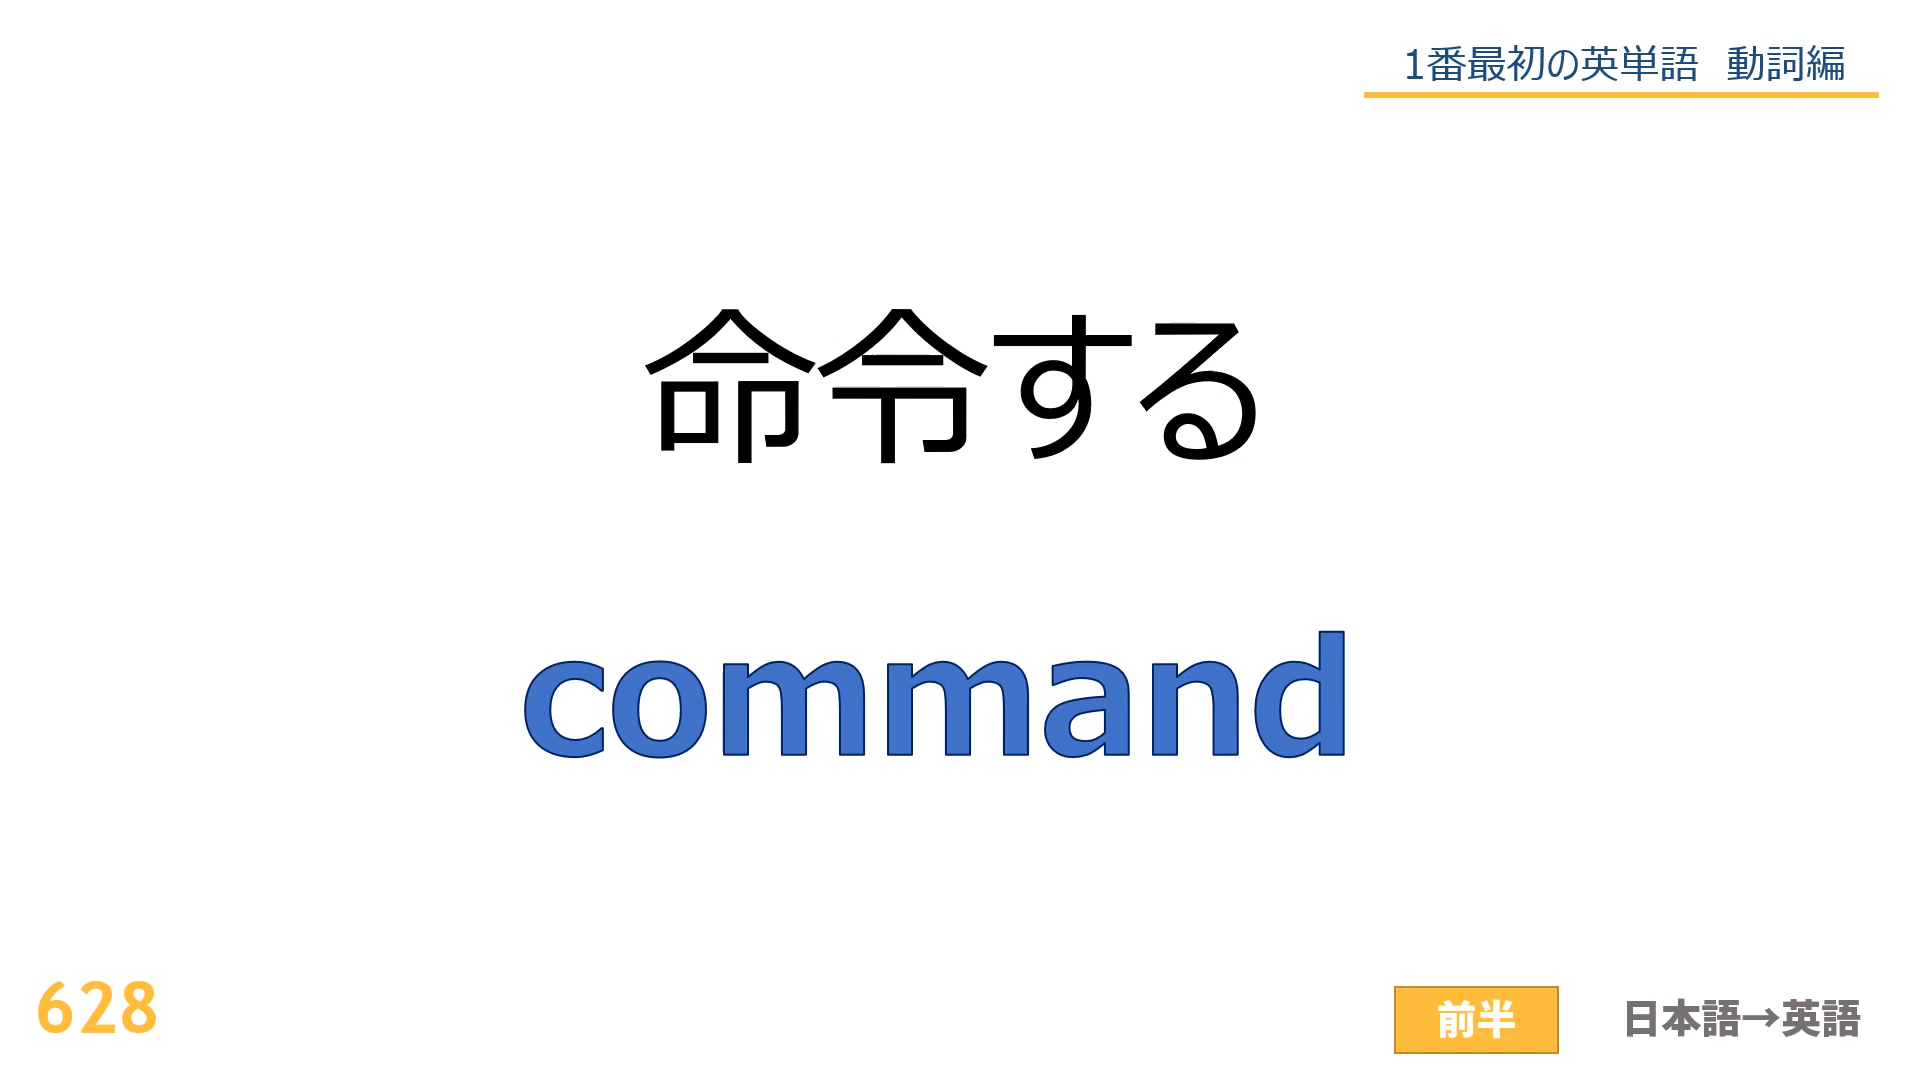 1番最初の英単語 動詞編
命令する
command
628
前半
日本語→英語